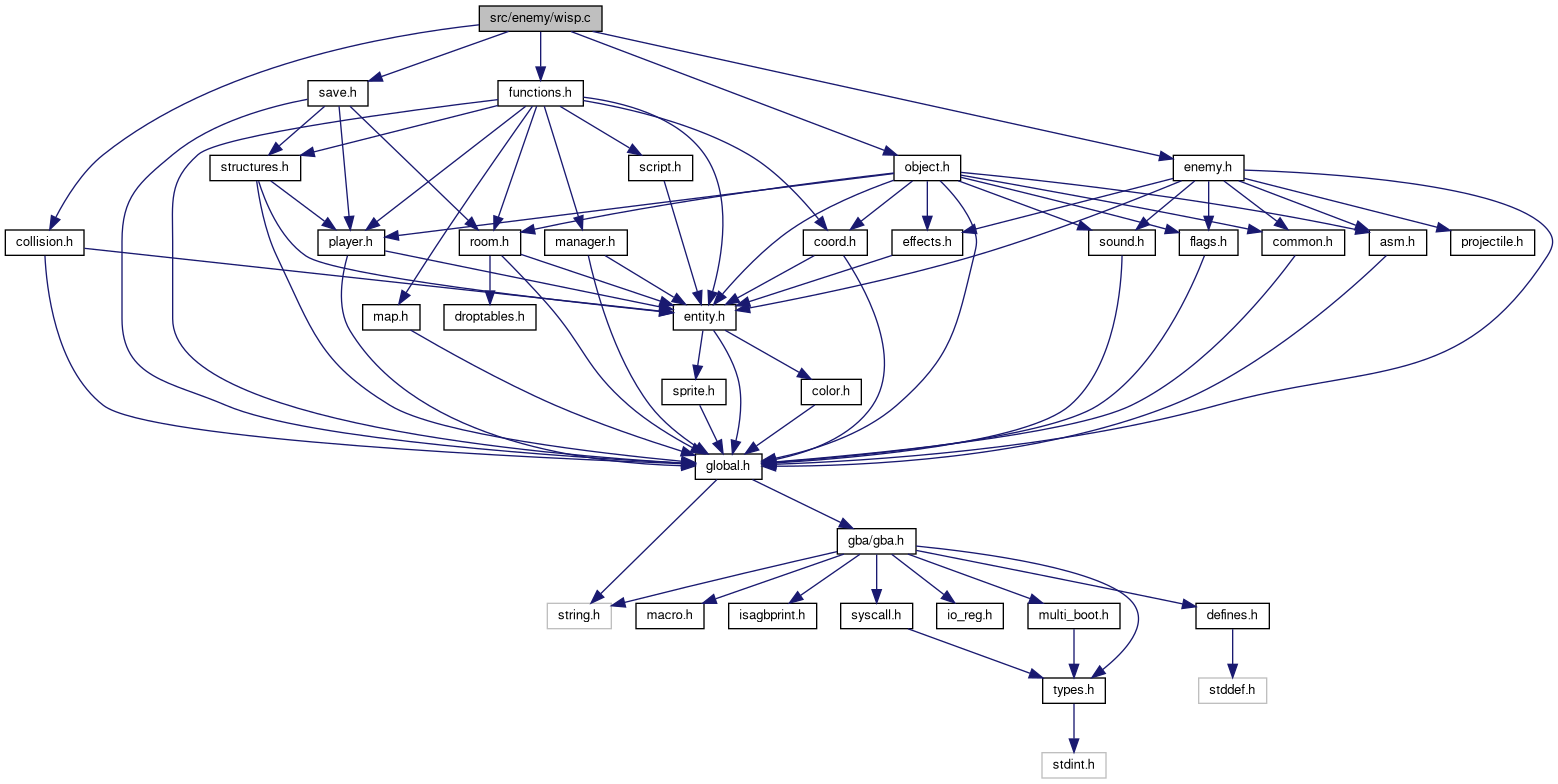 src/enemy/wisp.c
save.h
functions.h
structures.h
script.h
object.h
enemy.h
collision.h
player.h
room.h
manager.h
coord.h
effects.h
sound.h
flags.h
common.h
asm.h
projectile.h
map.h
droptables.h
entity.h
sprite.h
color.h
global.h
gba/gba.h
string.h
macro.h
isagbprint.h
syscall.h
io_reg.h
multi_boot.h
defines.h
types.h
stddef.h
stdint.h